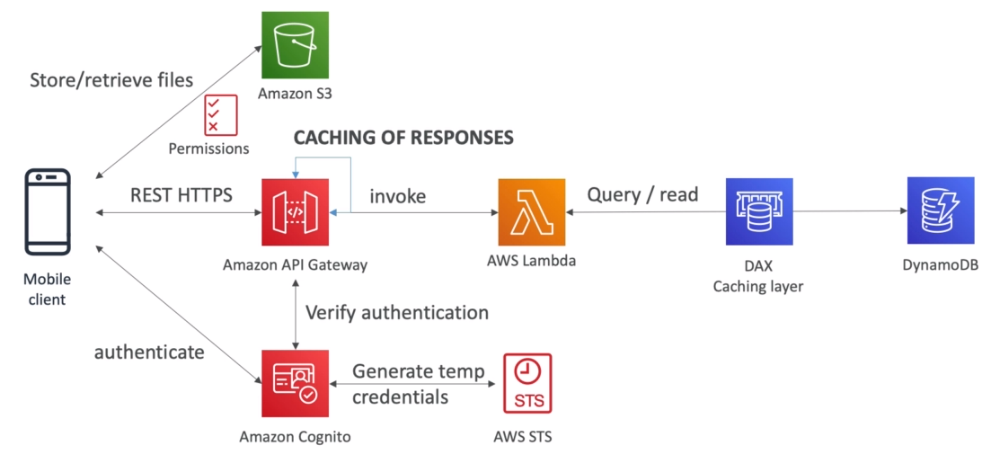 Amazon S3
Store/retrieve files
Permissions
CACHING OF RESPONSES
Mobile
client
REST HTTPS
Amazon API Gateway
invoke
AWS Lambda
Query / read
DAX
Caching layer
DynamoDB
Verify authentication
authenticate
Amazon Cognito
Generate temp
credentials
STS
AWS STS